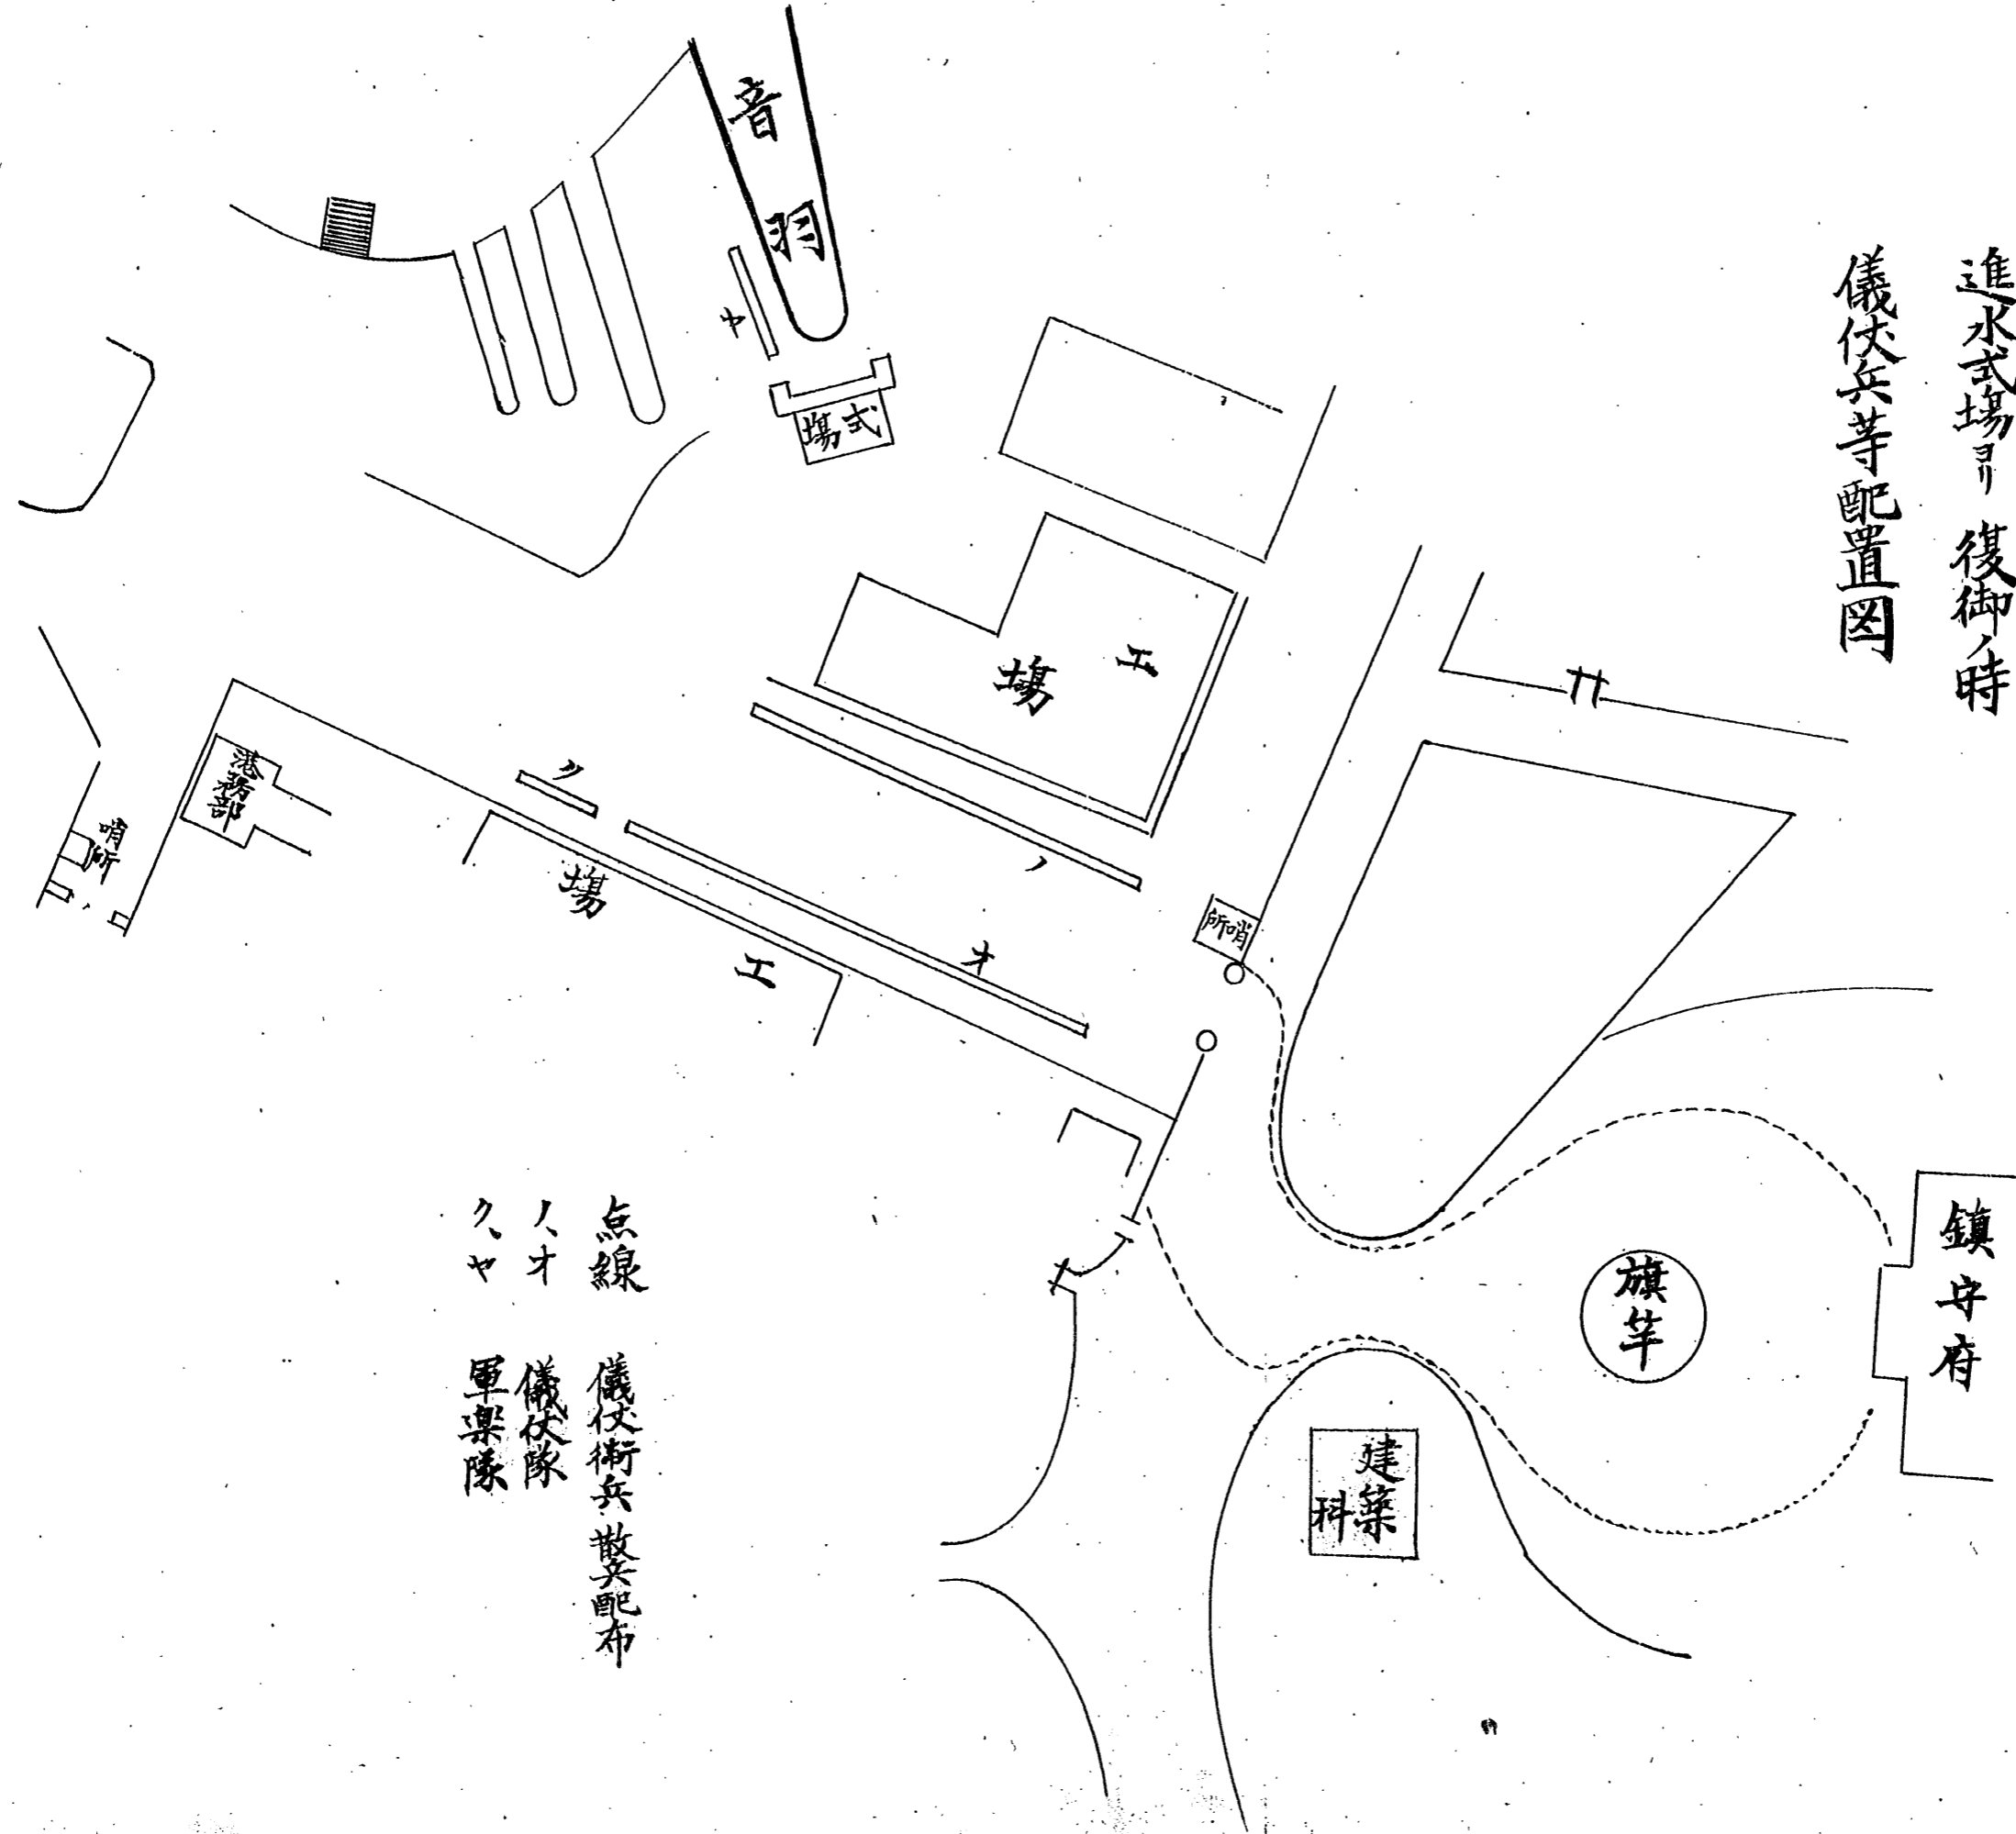 進水式場ヨリ復御ノ時
儀仗兵等配置図
音羽
ヤ
式場
工場
ノ
オ
ク
工場
港務部
哨所
哨所
鎮守府
旗竿
建築科
点線 儀仗衛兵散兵配布
ノ、オ 儀仗隊
ク、ヤ 軍楽隊